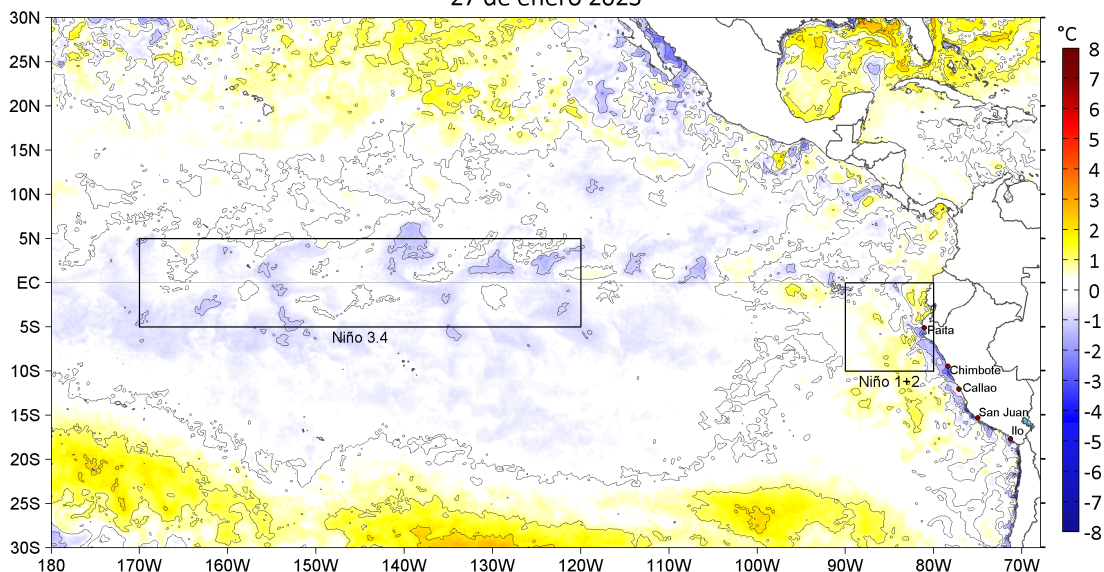 27 de enero 2023
°C
30N
25N
20N
15N
10N
5N
EC
5S
10S
15S
20S
25S
30S
180
170W
160W
150W
140W
130W
120W
110W
100W
90W
80W
70W
Niño 3.4
Niño 1+2
Paita
Chimbote
Callao
San Juan
Ilo
8
7
6
5
4
3
2
1
0
-1
-2
-3
-4
-5
-6
-7
-8